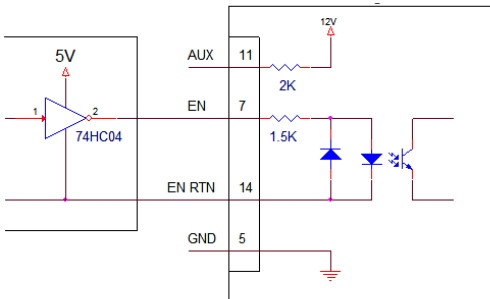 12V
5V
AUX 11
2K
1 2
EN 7
74HC04
1.5K
EN RTN 14
GND 5